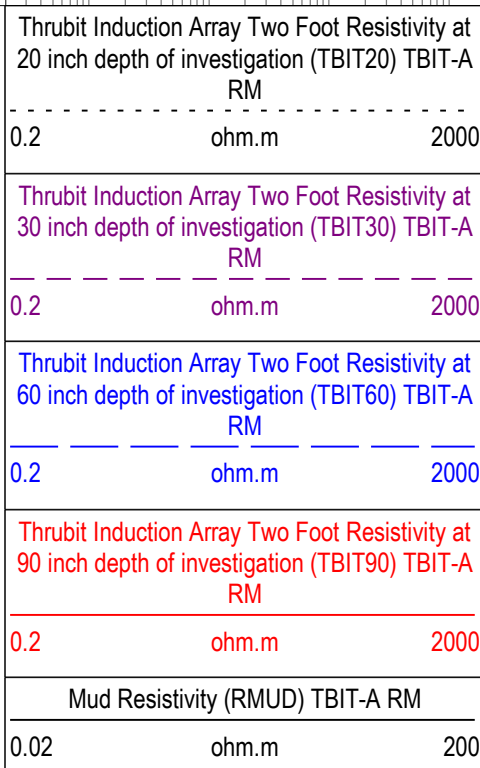 Thrubit Induction Array Two Foot Resistivity at
20 inch depth of investigation (TBIT20) TBIT-A
RM
0.2 ohm.m 2000
Thrubit Induction Array Two Foot Resistivity at
30 inch depth of investigation (TBIT30) TBIT-A
RM
0.2 ohm.m 2000
Thrubit Induction Array Two Foot Resistivity at
60 inch depth of investigation (TBIT60) TBIT-A
RM
0.2 ohm.m 2000
Thrubit Induction Array Two Foot Resistivity at
90 inch depth of investigation (TBIT90) TBIT-A
RM
0.2 ohm.m 2000
Mud Resistivity (RMUD) TBIT-A RM
0.02 ohm.m 200